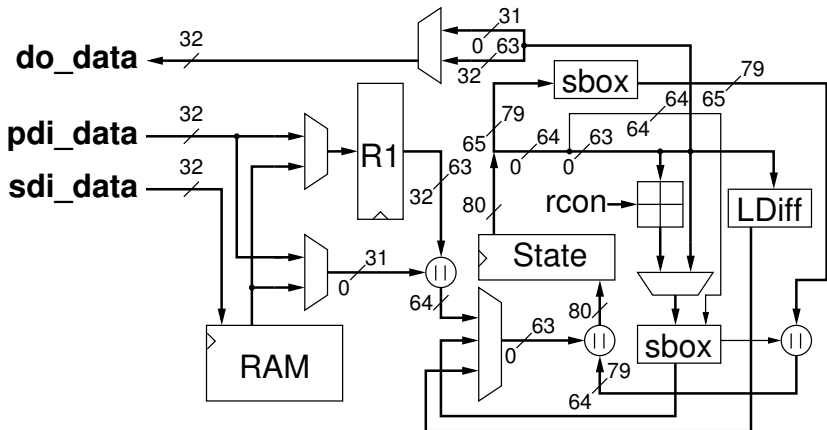 do_data
32
0 31
32 63
sbox
65 79
64 64
pdi_data
32
R1
32 63
65 79
0 64
0 63
sdi_data
32
80
rcon
LDiff
State
0 31
||
64
80
RAM
0 63
||
sbox
||
64 79